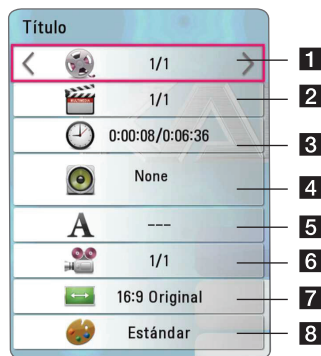 Título
1/1 1
1/1 2
0:00:08/0:06:36 3
None 4
A --- 5
1/1 6
16:9 Original 7
Estándar 8